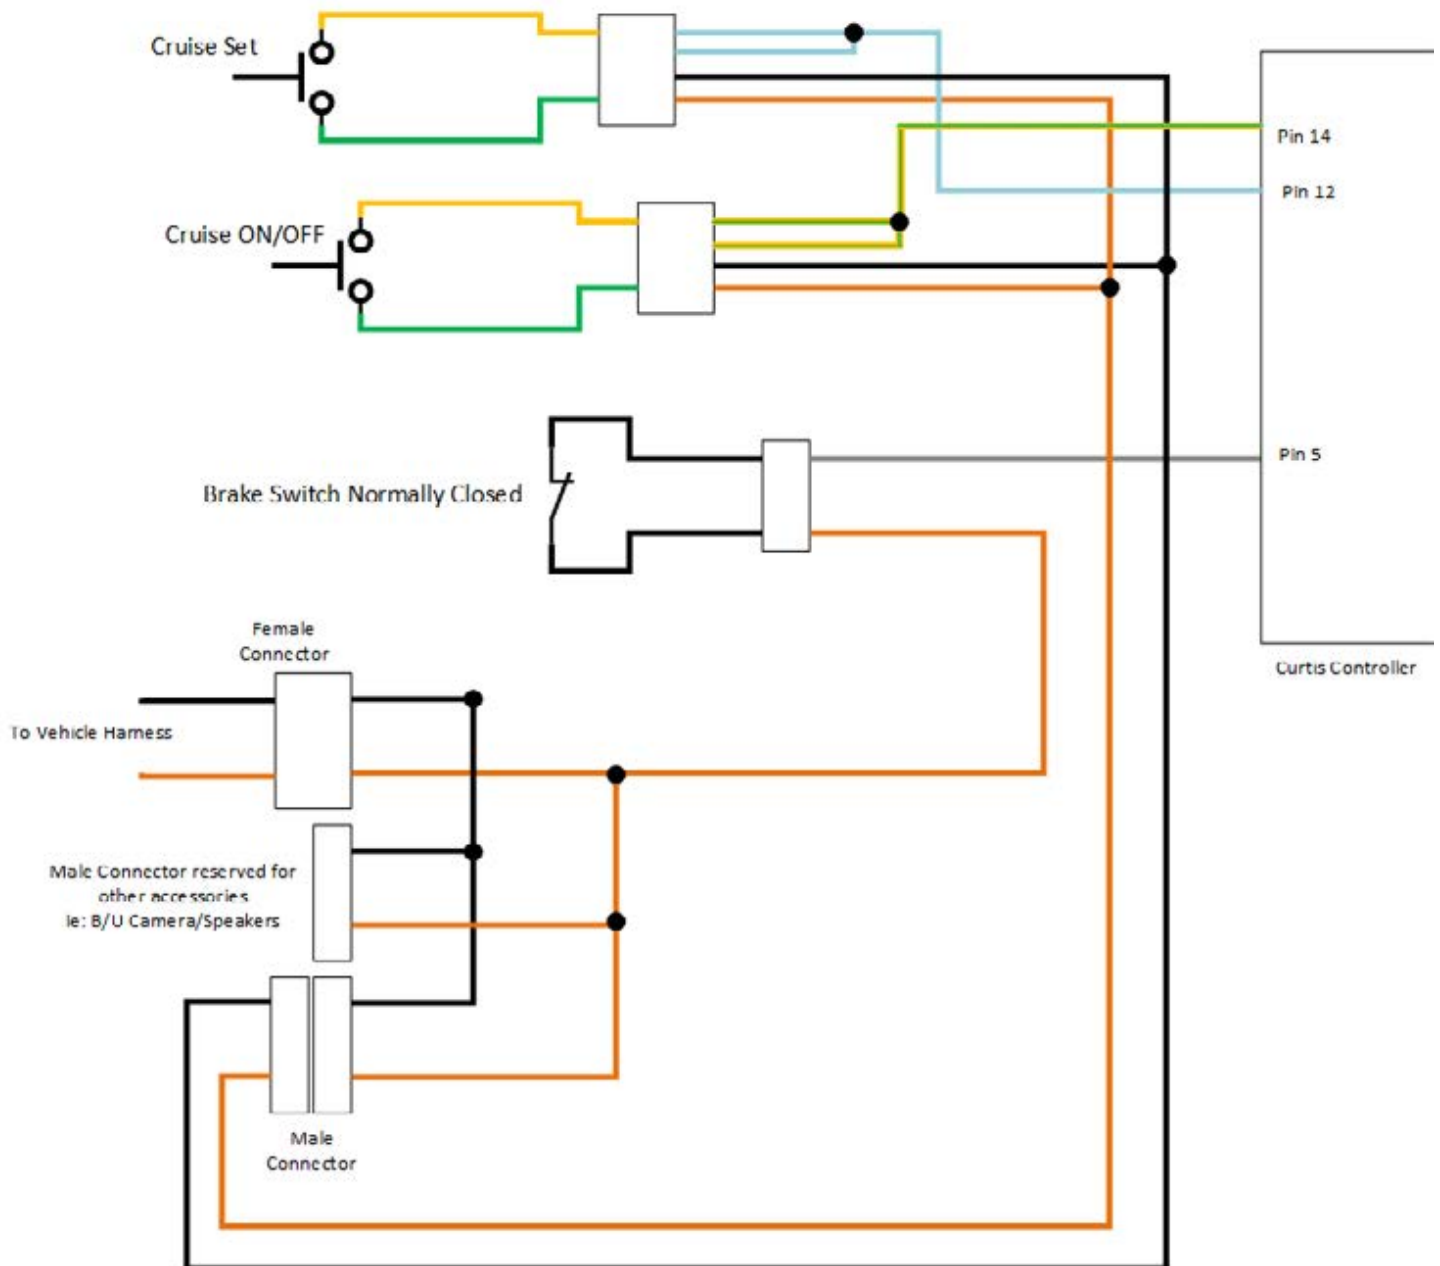 Cruise Set
Pin 14
Pin 12
Cruise ON/OFF
Pin 5
Brake Switch Normally Closed
Female
Connector
Curtis Controller
To Vehicle Harness
Male Connector reserved for
other accessories
Ie: B/U Camera/Speakers
Male
Connector